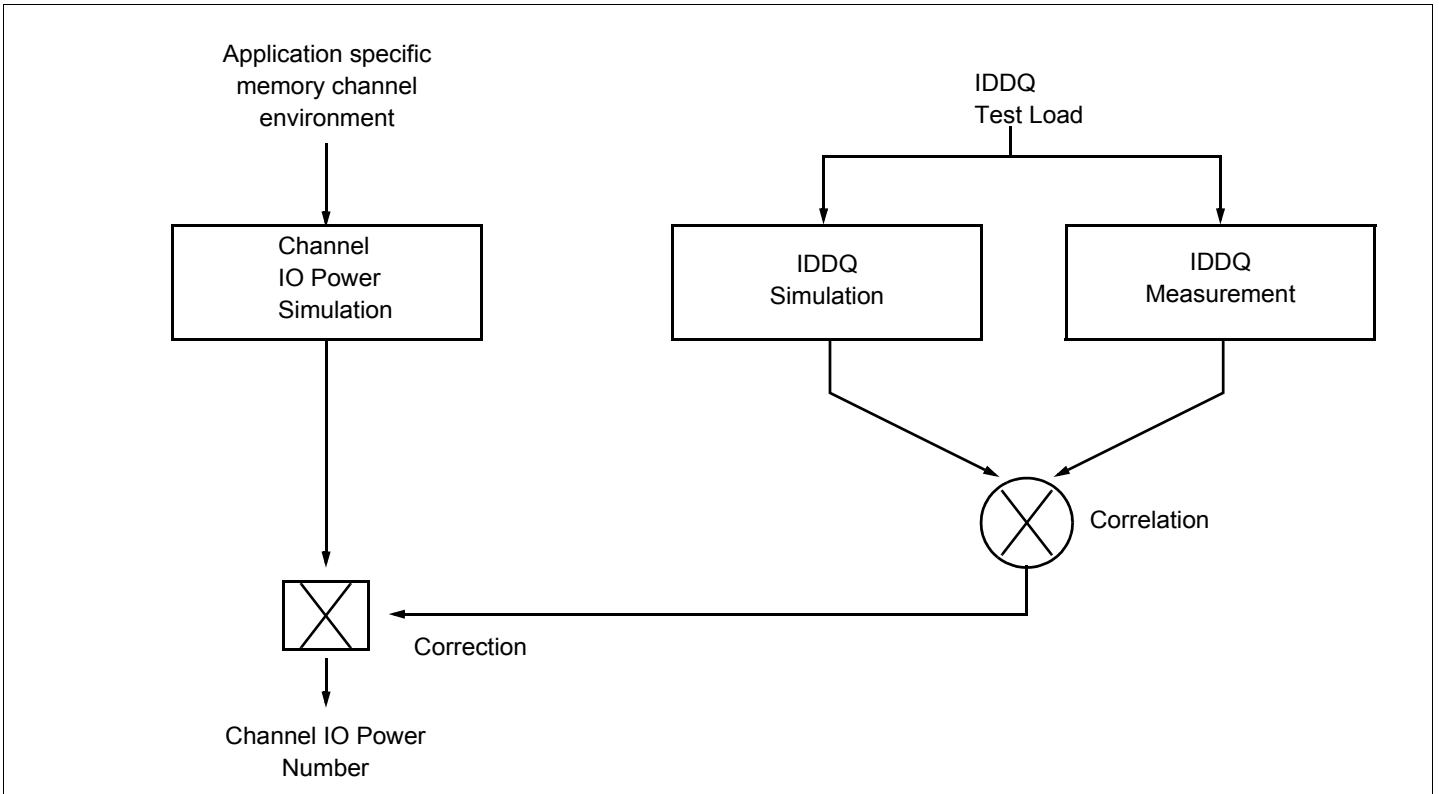 Application specific
memory channel
environment
IDDQ
Test Load
Channel
IO Power
Simulation
IDDQ
Simulation
IDDQ
Measurement
Correlation
Correction
Channel IO Power
Number